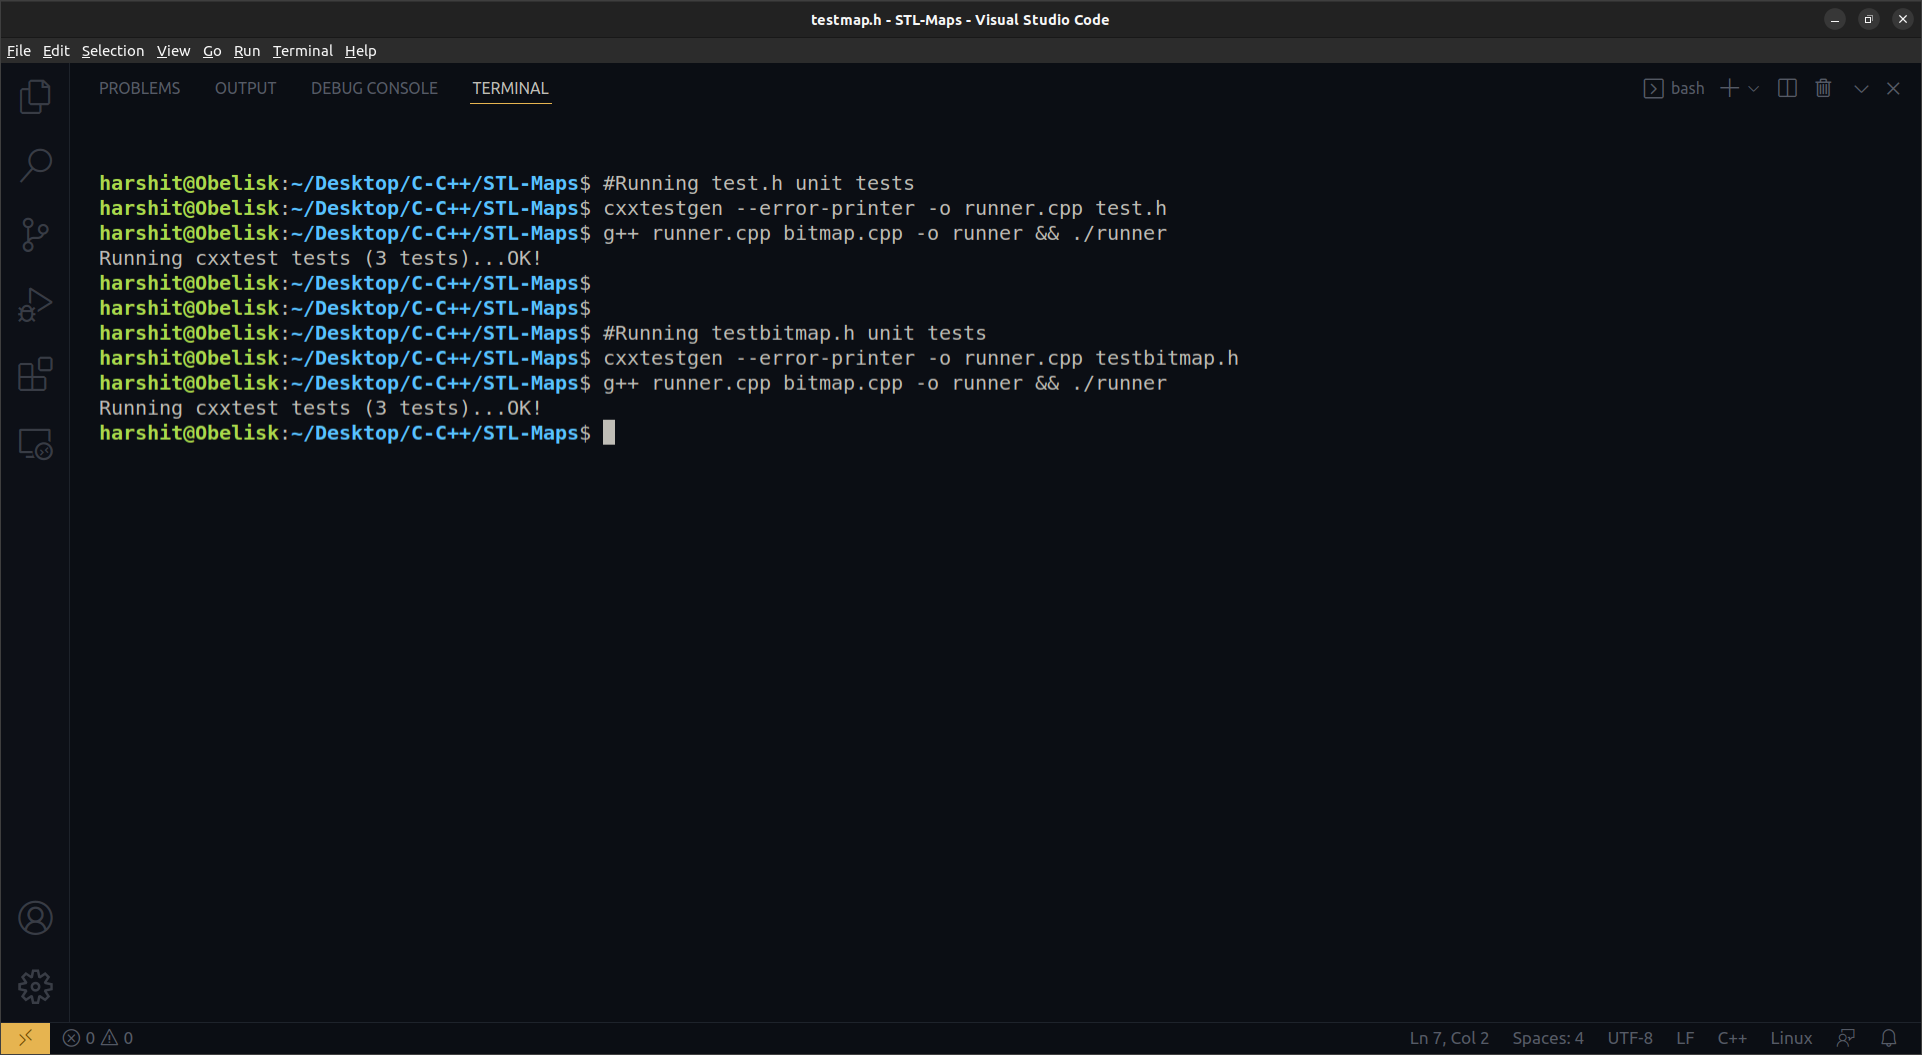 testmap.h - STL-Maps - Visual Studio Code
File Edit Selection View Go Run Terminal Help
PROBLEMS OUTPUT DEBUG CONSOLE TERMINAL bash
harshit@Obelisk:~/Desktop/C-C++/STL-Maps$ #Running test.h unit tests
harshit@Obelisk:~/Desktop/C-C++/STL-Maps$ cxxtestgen --error-printer -o runner.cpp test.h
harshit@Obelisk:~/Desktop/C-C++/STL-Maps$ g++ runner.cpp bitmap.cpp -o runner && ./runner
Running cxxtest tests (3 tests)...OK!
harshit@Obelisk:~/Desktop/C-C++/STL-Maps$
harshit@Obelisk:~/Desktop/C-C++/STL-Maps$
harshit@Obelisk:~/Desktop/C-C++/STL-Maps$ #Running testbitmap.h unit tests
harshit@Obelisk:~/Desktop/C-C++/STL-Maps$ cxxtestgen --error-printer -o runner.cpp testbitmap.h
harshit@Obelisk:~/Desktop/C-C++/STL-Maps$ g++ runner.cpp bitmap.cpp -o runner && ./runner
Running cxxtest tests (3 tests)...OK!
harshit@Obelisk:~/Desktop/C-C++/STL-Maps$
0 0 Ln 7, Col 2 Spaces: 4 UTF-8 LF C++ Linux